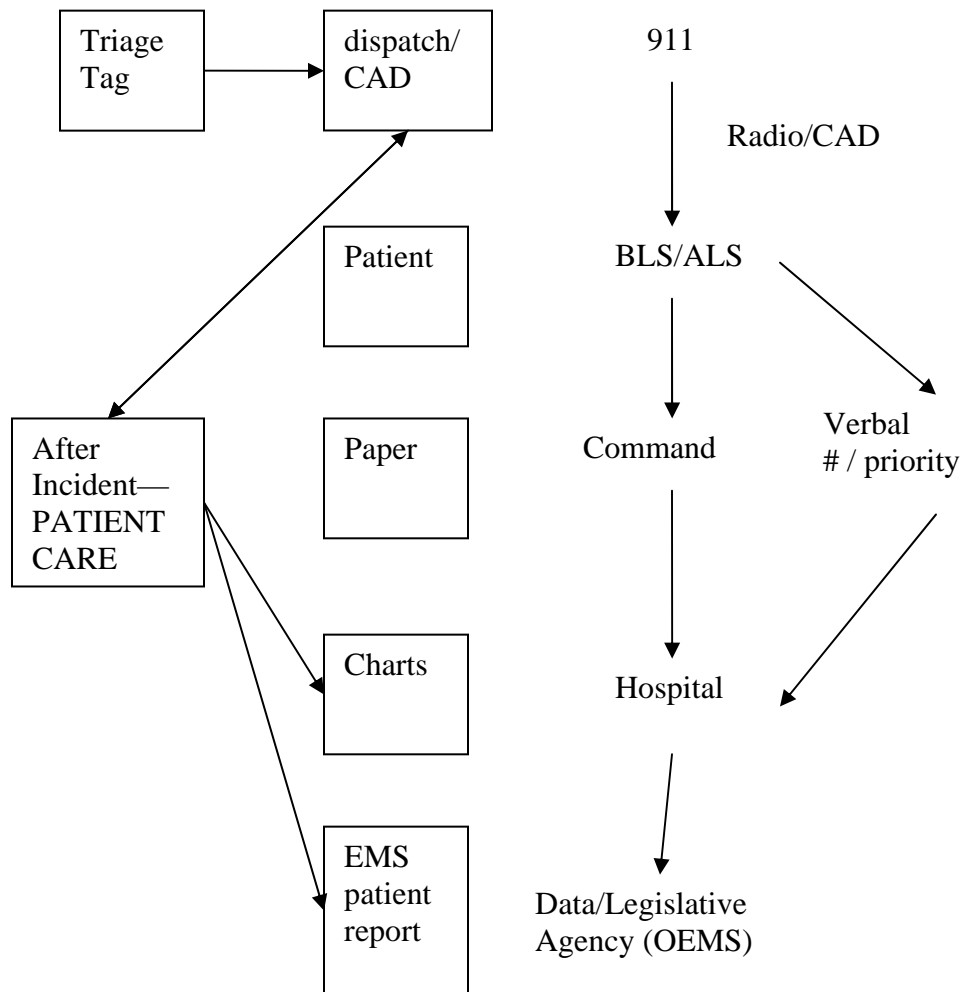 Triage
Tag
dispatch/
CAD
911
Radio/CAD
Patient
BLS/ALS
After
Incident—
PATIENT
CARE
Paper
Command
Verbal
# / priority
Charts
Hospital
EMS
patient
report
Data/Legislative
Agency (OEMS)